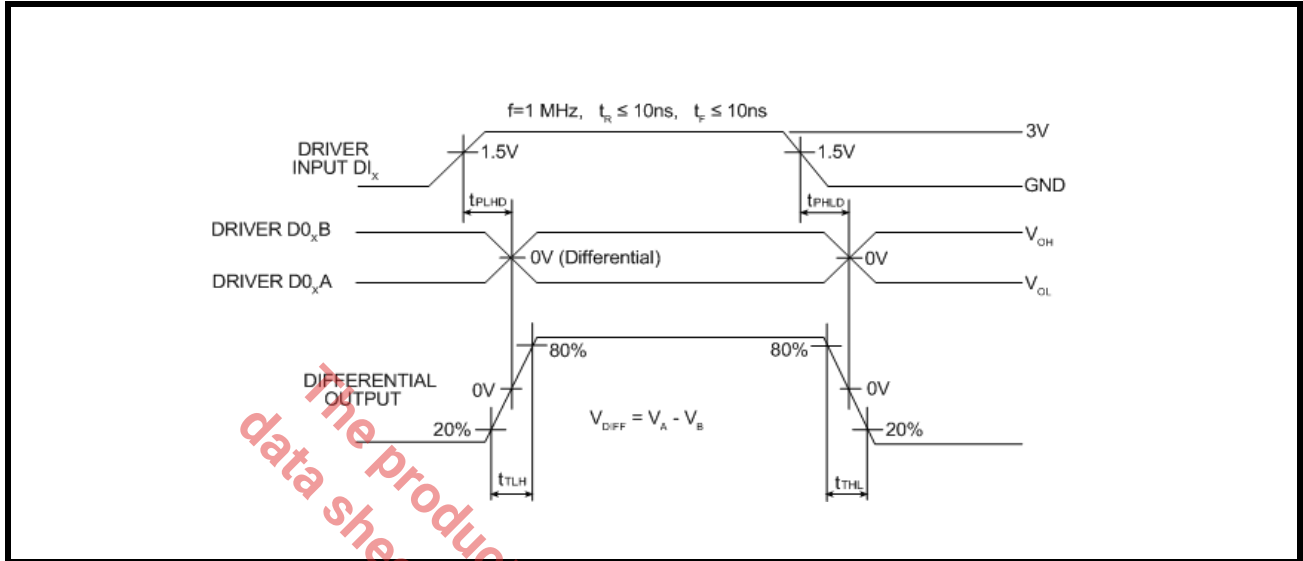 f=1 MHz, tR ≤ 10ns, tF ≤ 10ns
3V
DRIVER
INPUT DIx
1.5V
1.5V
GND
tPLHD
tPHLD
DRIVER D0xB
VOH
0V (Differential)
0V
DRIVER D0xA
VOL
80%
80%
DIFFERENTIAL
OUTPUT
0V
0V
VDIFF = VA - VB
20%
20%
tTLH
tTHL
The produc
data shee